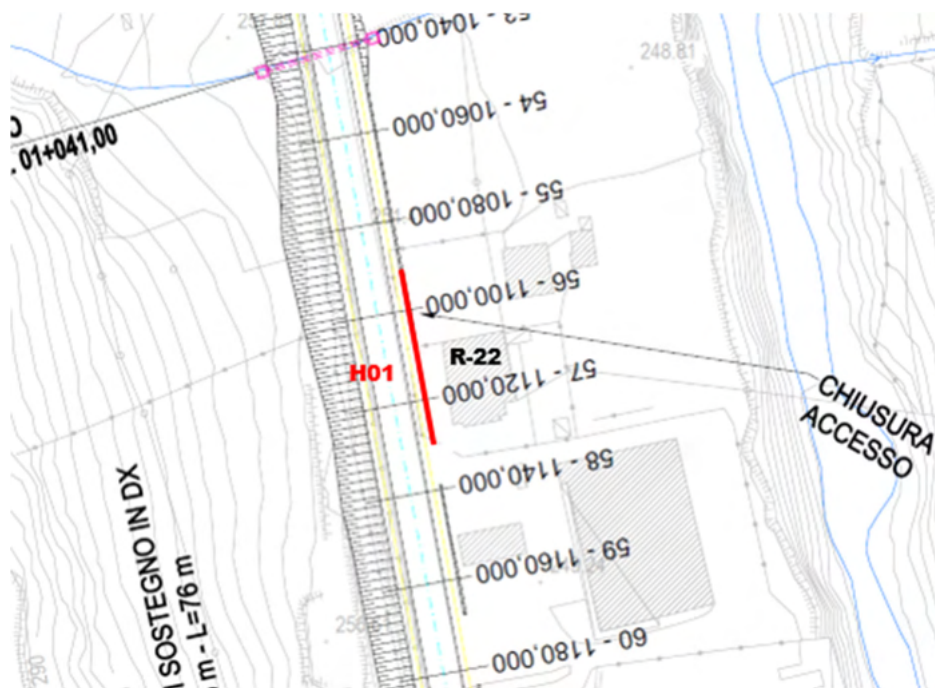 53 - 1040,000
248.81
54 - 1060,000
. 01+041,00
55 - 1080,000
56 - 1100,000
R-22
H01
57 - 1120,000
CHIUSURA
ACCESSO
58 - 1140,000
59 - 1160,000
60 - 1180,000
I SOSTEGNO IN DX
m - L=76 m
290